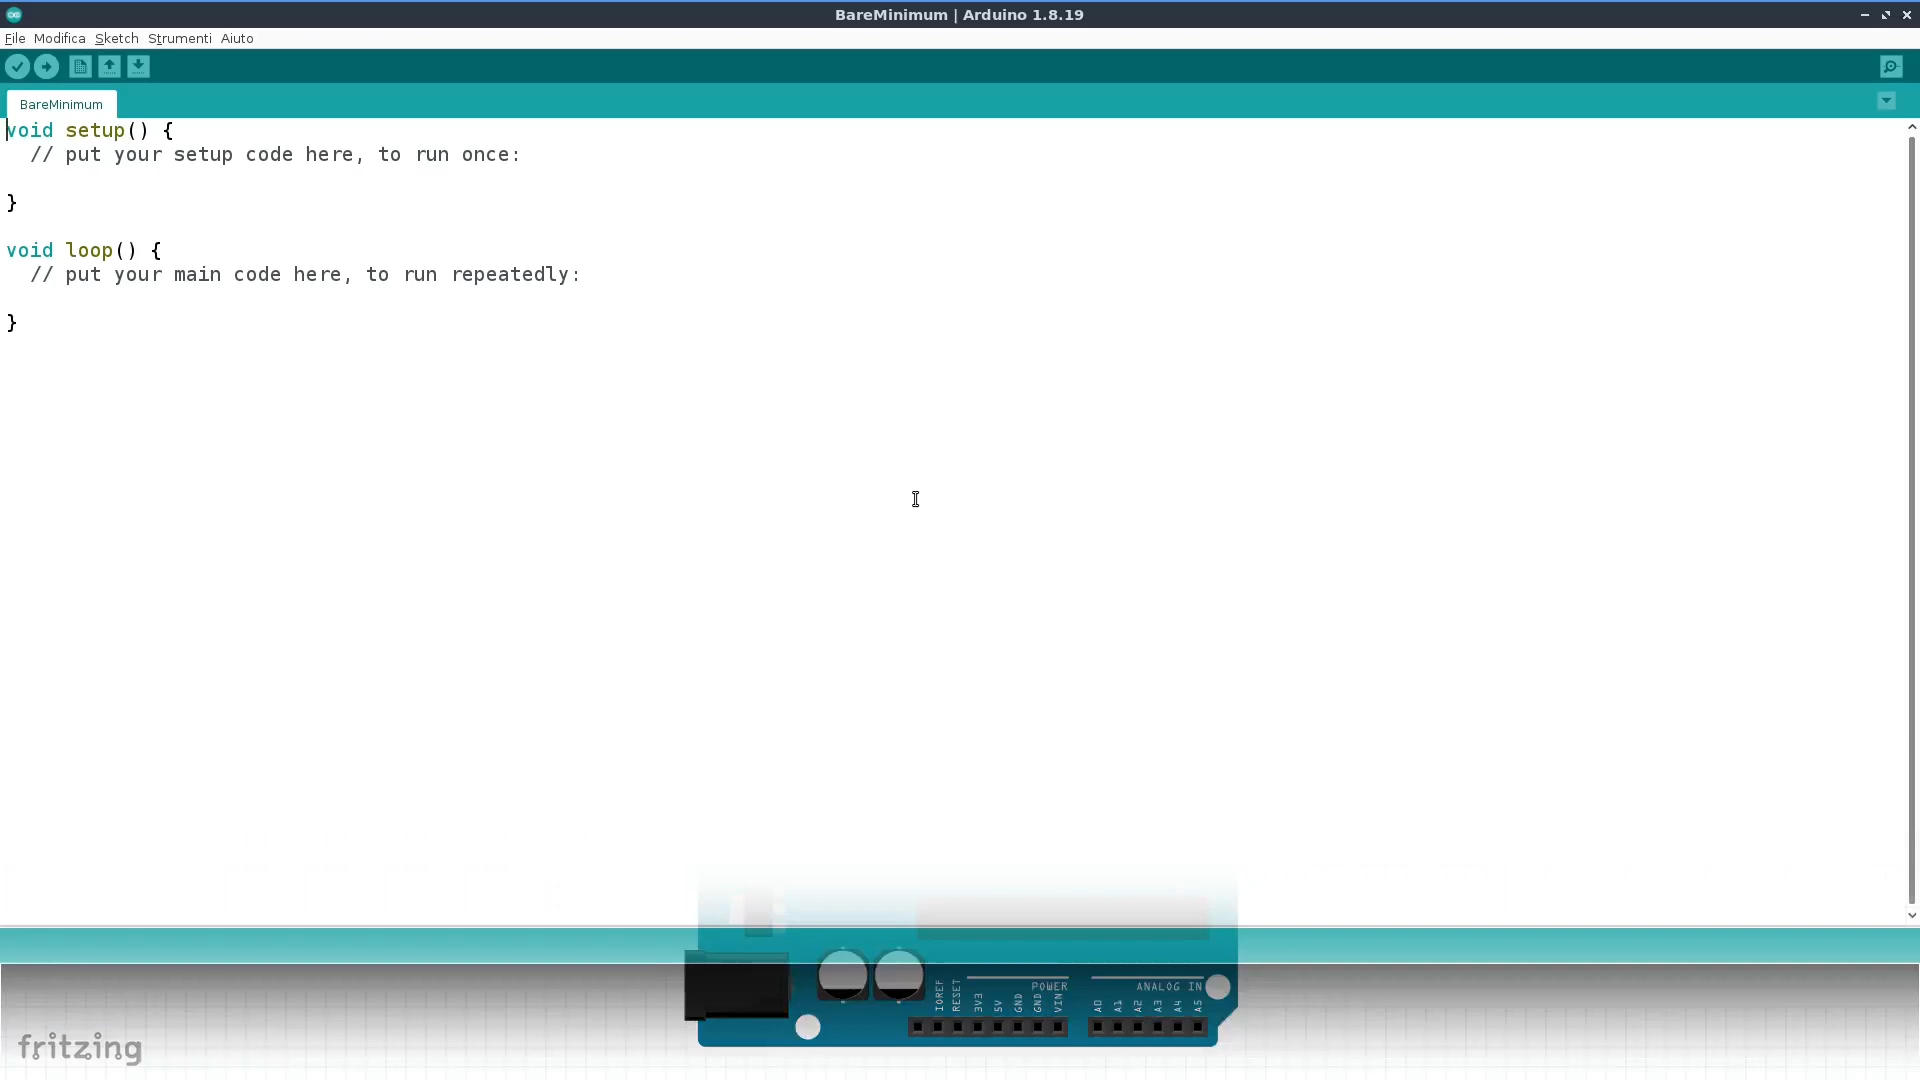 BareMinimum | Arduino 1.8.19
File Modifica Sketch Strumenti Aiuto
BareMinimum
void setup() {
  // put your setup code here, to run once:
}
void loop() {
  // put your main code here, to run repeatedly:
}
POWER ANALOG IN
IOREF RESET 3V3 5V GND GND VIN A0 A1 A2 A3 A4 A5
fritzing